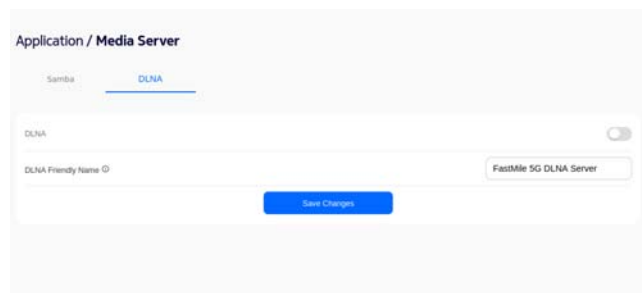 Application / Media Server
Samba DLNA
DLNA
DLNA Friendly Name
FastMile 5G DLNA Server
Save Changes